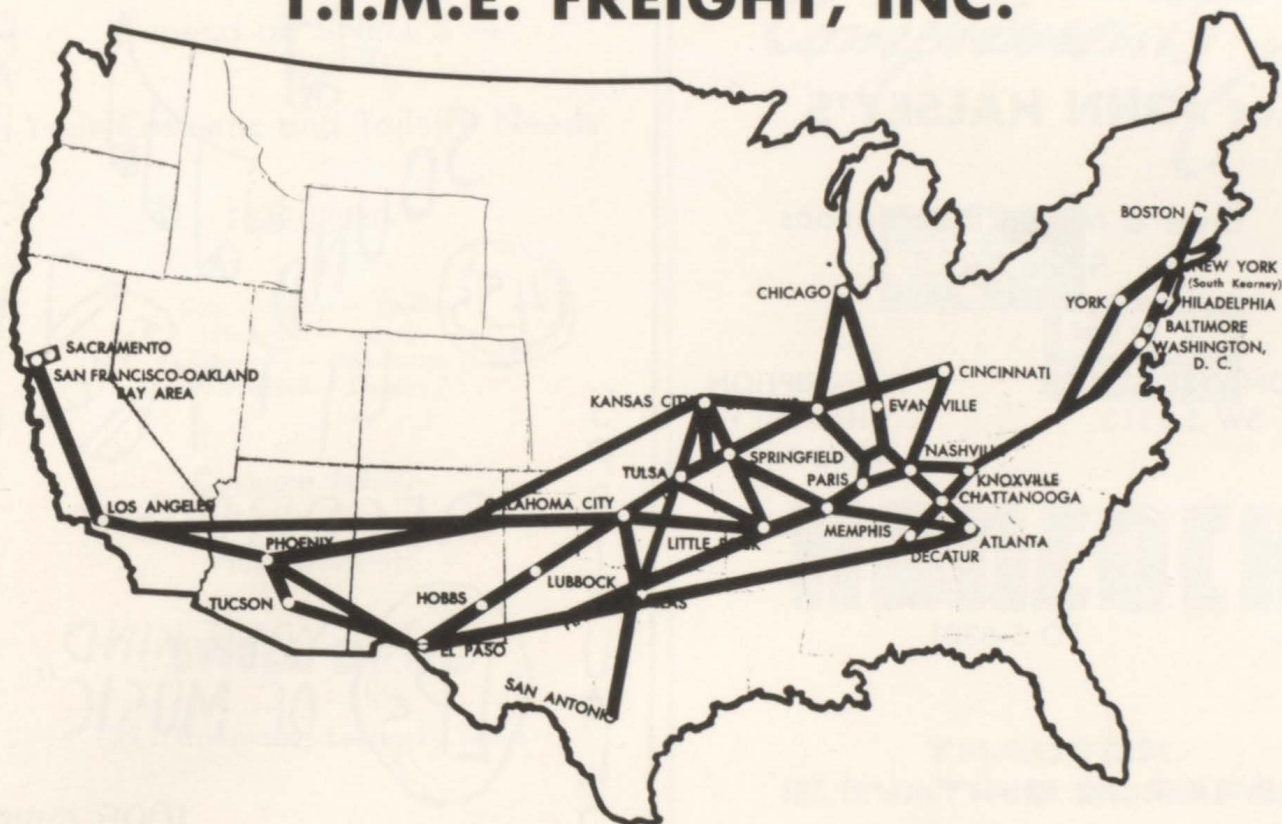 T.I.M.E. FREIGHT, INC.
BOSTON
NEW YORK
(South Kearney)
CHICAGO
YORK
PHILADELPHIA
BALTIMORE
WASHINGTON,
D. C.
SACRAMENTO
SAN FRANCISCO-OAKLAND
BAY AREA
CINCINNATI
KANSAS CITY
EVANSVILLE
NASHVILLE
SPRINGFIELD
TULSA
PARIS
KNOXVILLE
CHATTANOOGA
LOS ANGELES
OKLAHOMA CITY
PHOENIX
LITTLE ROCK
MEMPHIS
ATLANTA
DECATUR
LUBBOCK
TUCSON
HOBBS
EL PASO
SAN ANTONIO